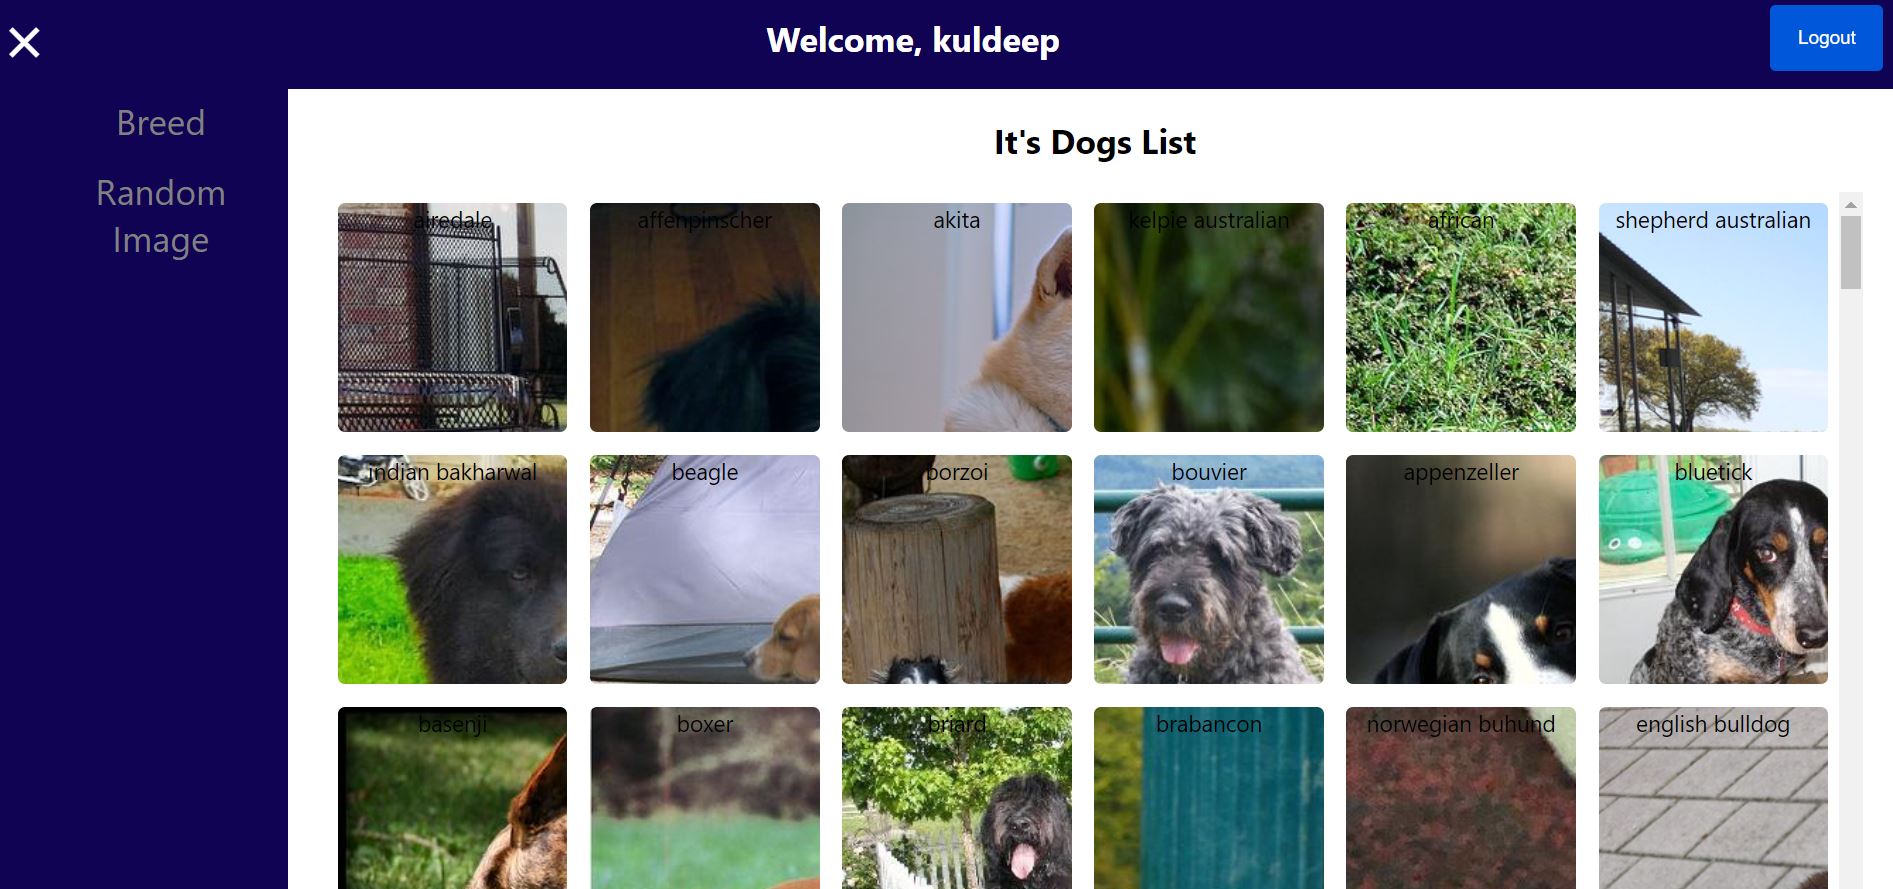 Welcome, kuldeep
Logout
Breed
Random
Image
It's Dogs List
airedale
affenpinscher
akita
kelpie australian
african
shepherd australian
indian bakharwal
beagle
borzoi
bouvier
appenzeller
bluetick
basenji
boxer
briard
brabancon
norwegian buhund
english bulldog